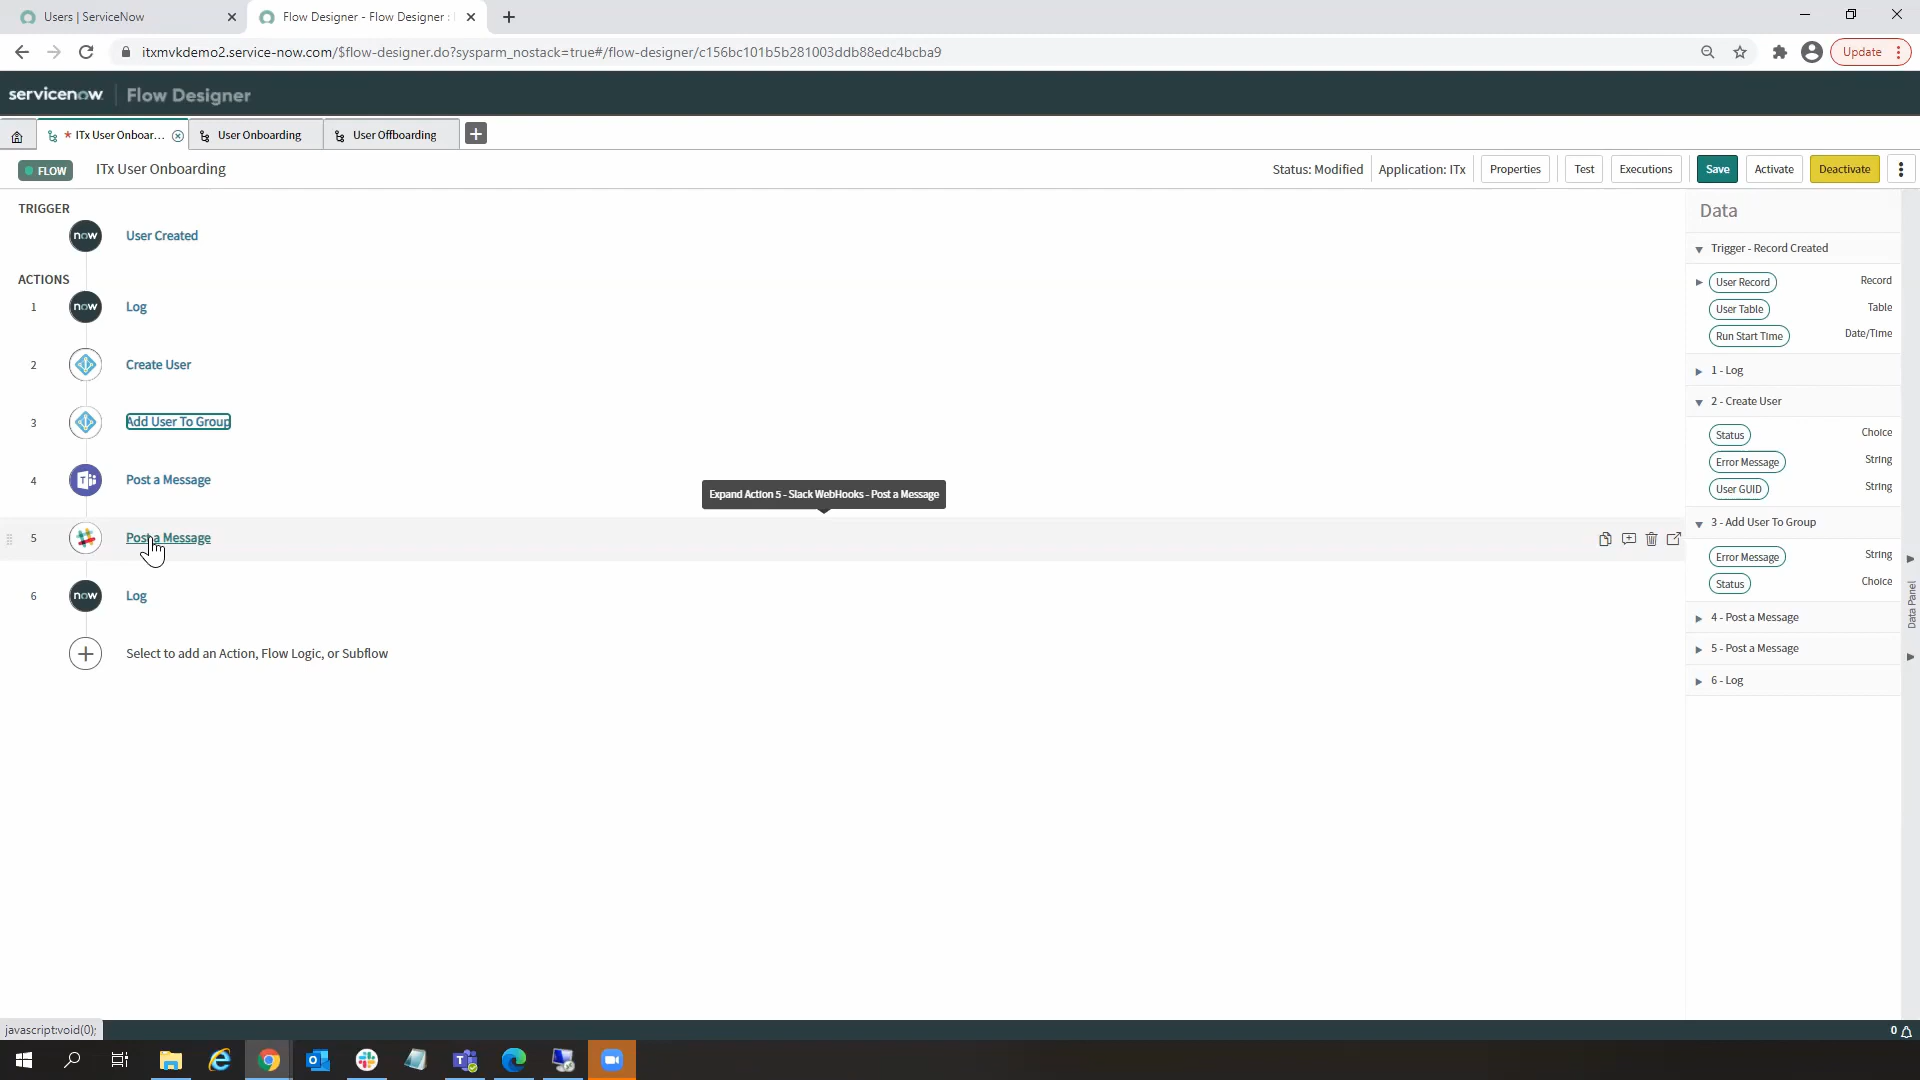 Users | ServiceNow
Flow Designer - Flow Designer :
itxmvkdemo2.service-now.com/$flow-designer.do?sysparm_nostack=true#/flow-designer/c156bc101b5b281003ddb88edc4bcba9
Update
servicenow Flow Designer
* ITx User Onboar...
User Onboarding
User Offboarding
FLOW
ITx User Onboarding
Status: Modified
Application: ITx
Properties
Test
Executions
Save
Activate
Deactivate
TRIGGER
now User Created
ACTIONS
1 now Log
2 Create User
3 Add User To Group
4 Post a Message
Expand Action 5 - Slack WebHooks - Post a Message
5 Post a Message
6 now Log
Select to add an Action, Flow Logic, or Subflow
Data
Trigger - Record Created
User Record Record
User Table Table
Run Start Time Date/Time
1 - Log
2 - Create User
Status Choice
Error Message String
User GUID String
3 - Add User To Group
Error Message String
Status Choice
4 - Post a Message
5 - Post a Message
6 - Log
Data Panel
javascript:void(0);
0